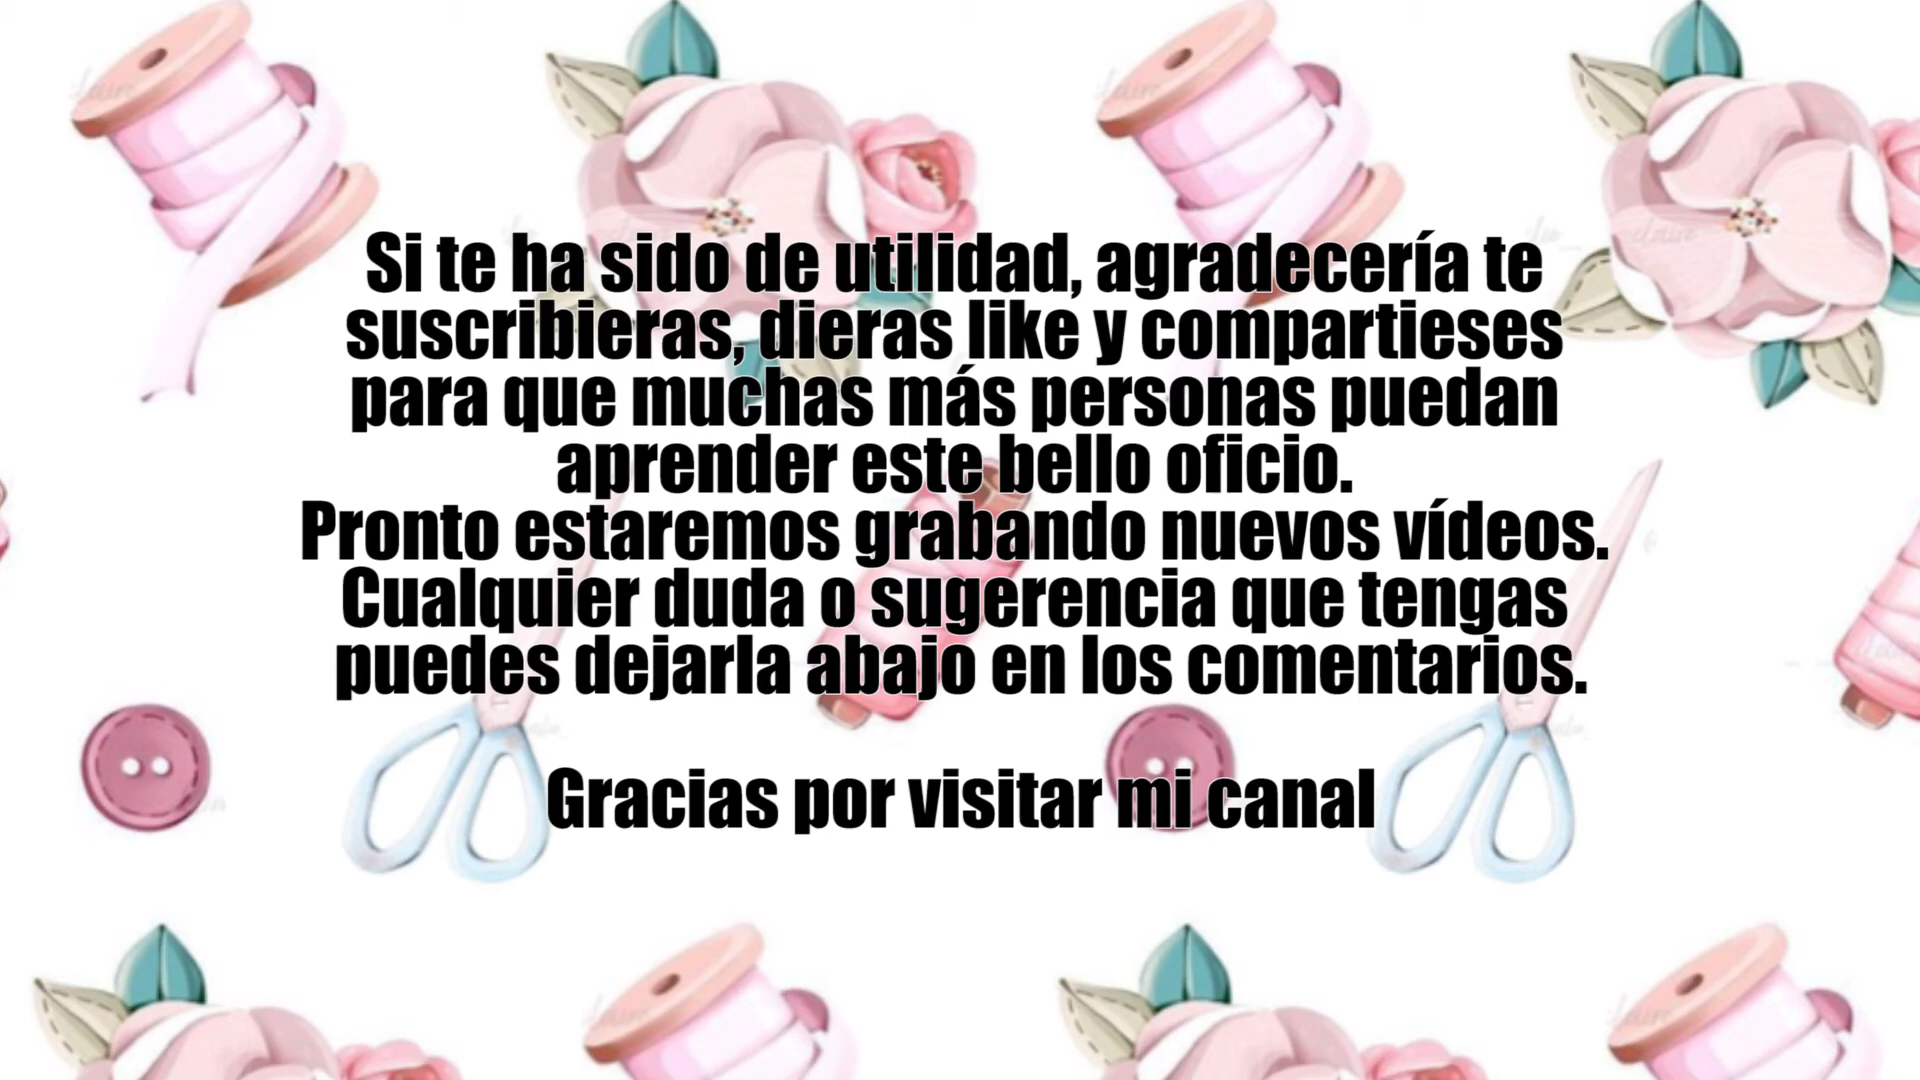 Si te ha sido de utilidad, agradecería te
suscribieras, dieras like y compartieses
para que muchas más personas puedan
aprender este bello oficio.
Pronto estaremos grabando nuevos vídeos.
Cualquier duda o sugerencia que tengas
puedes dejarla abajo en los comentarios.
Gracias por visitar mi canal